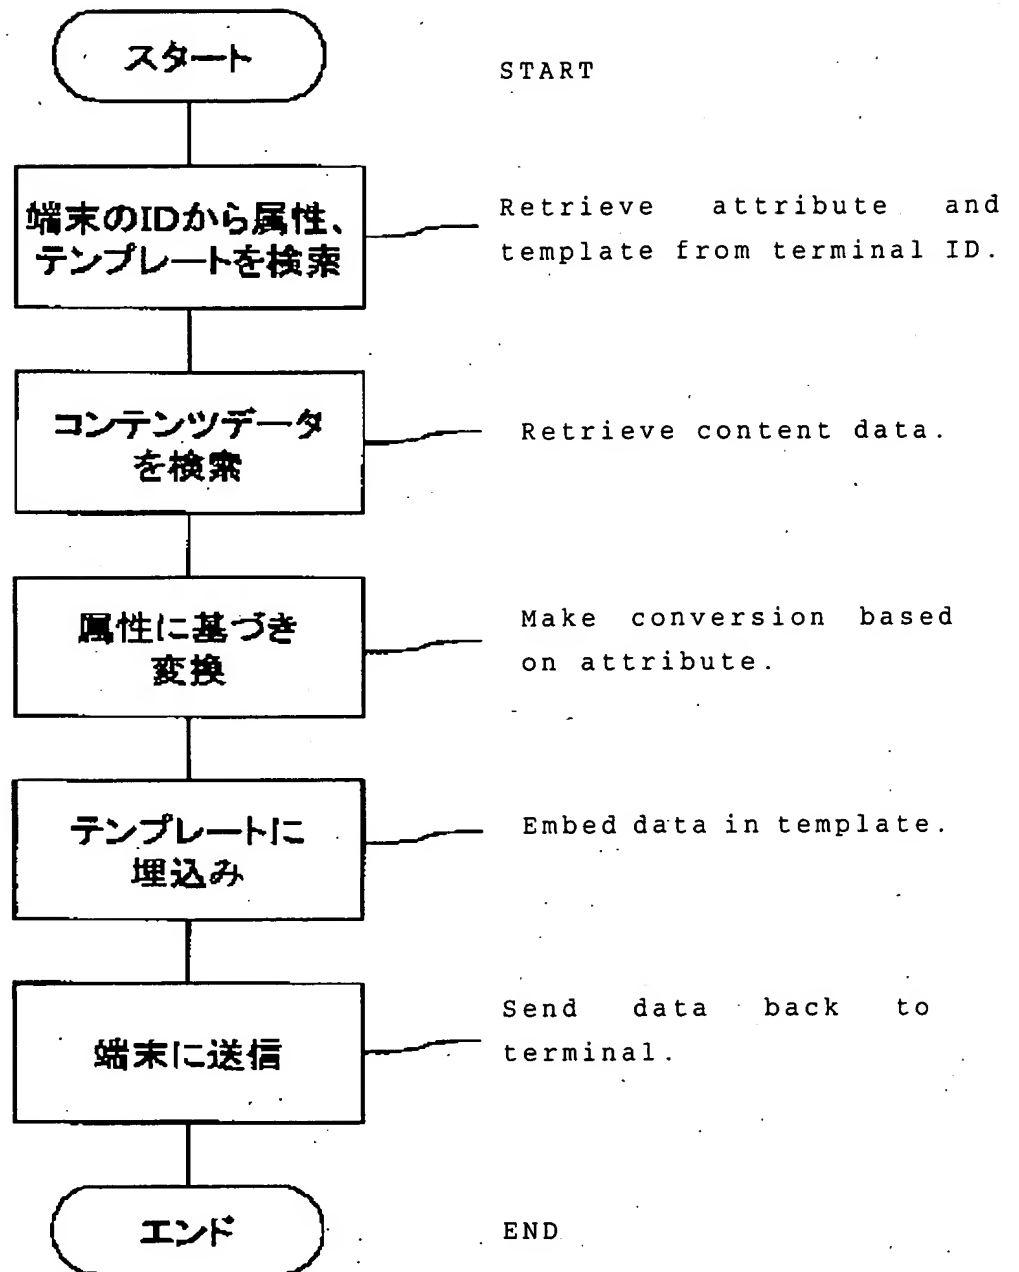 スタート
START
端末のIDから属性、
テンプレートを検索
Retrieve attribute and
template from terminal ID.
コンテンツデータ
を検索
Retrieve content data.
属性に基づき
変換
Make conversion based
on attribute.
テンプレートに
埋込み
Embed data in template.
端末に送信
Send data back to
terminal.
エンド
END